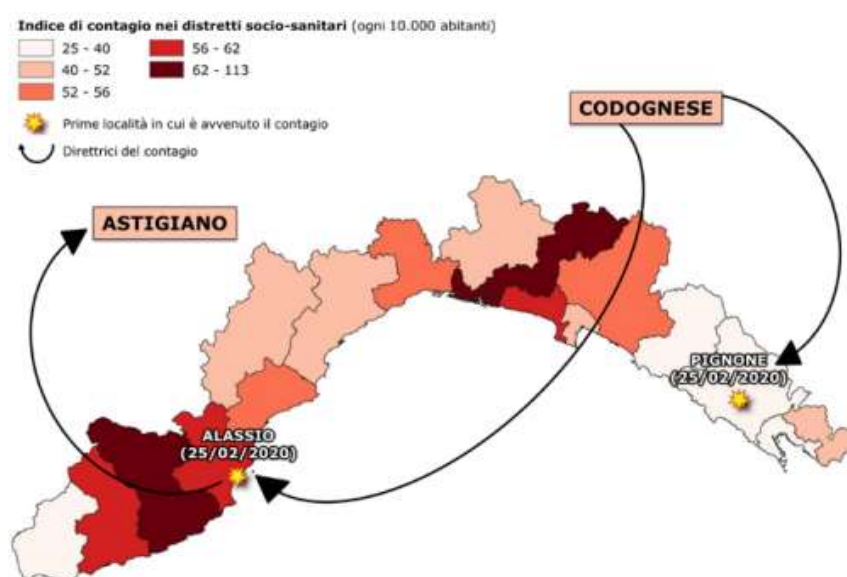 Indice di contagio nei distretti socio-sanitari (ogni 10.000 abitanti)
25 - 40
56 - 62
40 - 52
62 - 113
52 - 56
Prime località in cui è avvenuto il contagio
Direttrici del contagio
CODOGNESE
ASTIGIANO
PIGNONE
(25/02/2020)
ALASSIO
(25/02/2020)